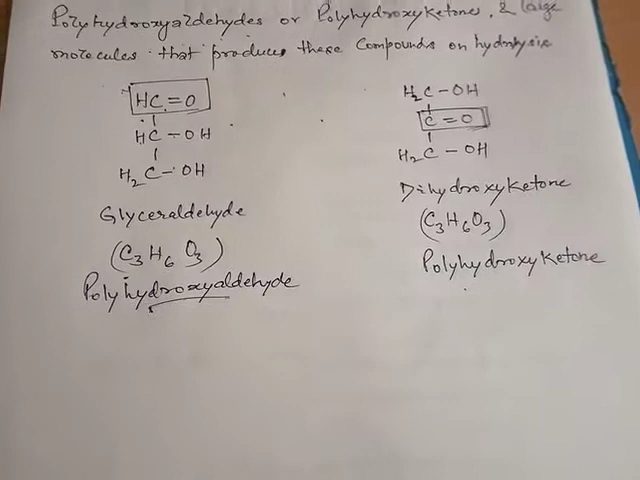 Polyhydroxyaldehydes or Polyhydroxyketones, & large
molecules that produces these compounds on hydrolysis
HC=O
HC-OH
H2C-OH
Glyceraldehyde
(C3H6O3)
Polyhydroxyaldehyde
H2C-OH
C=O
H2C-OH
Dihydroxyketone
(C3H6O3)
Polyhydroxyketone